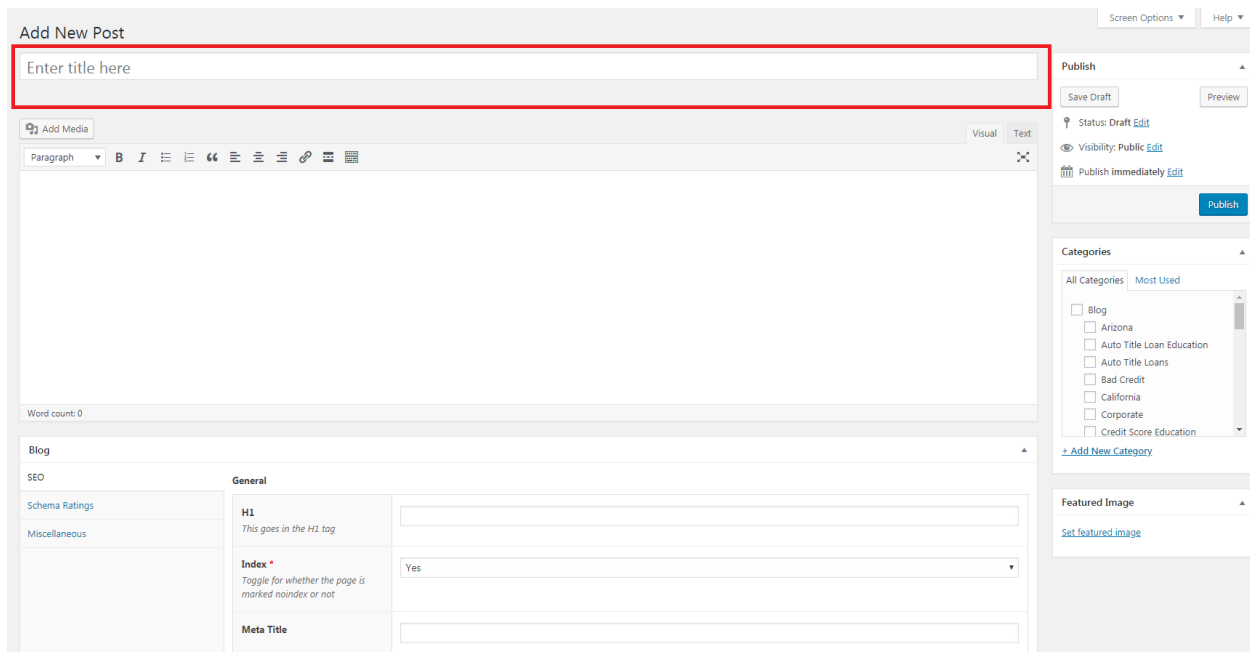 Screen Options ▼
Help ▼
Add New Post
Enter title here
Add Media
Visual
Text
Paragraph
B
I
Word count: 0
Blog
SEO
Schema Ratings
Miscellaneous
General
H1
This goes in the H1 tag
Index *
Yes
Toggle for whether the page is
marked noindex or not
Meta Title
Publish
Save Draft
Preview
Status: Draft Edit
Visibility: Public Edit
Publish immediately Edit
Publish
Categories
All Categories
Most Used
Blog
Arizona
Auto Title Loan Education
Auto Title Loans
Bad Credit
California
Corporate
Credit Score Education
+ Add New Category
Featured Image
Set featured image